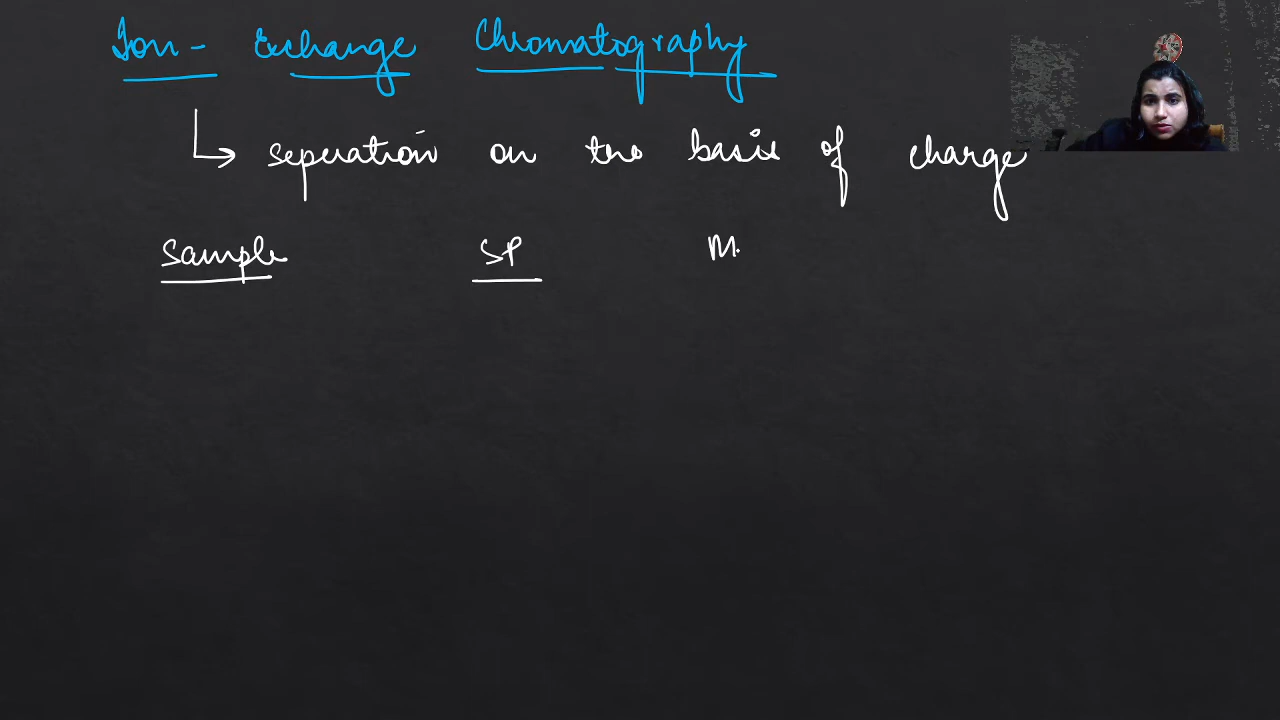 Ion - Exchange Chromatography
seperation on the basis of charge
Sample SP M